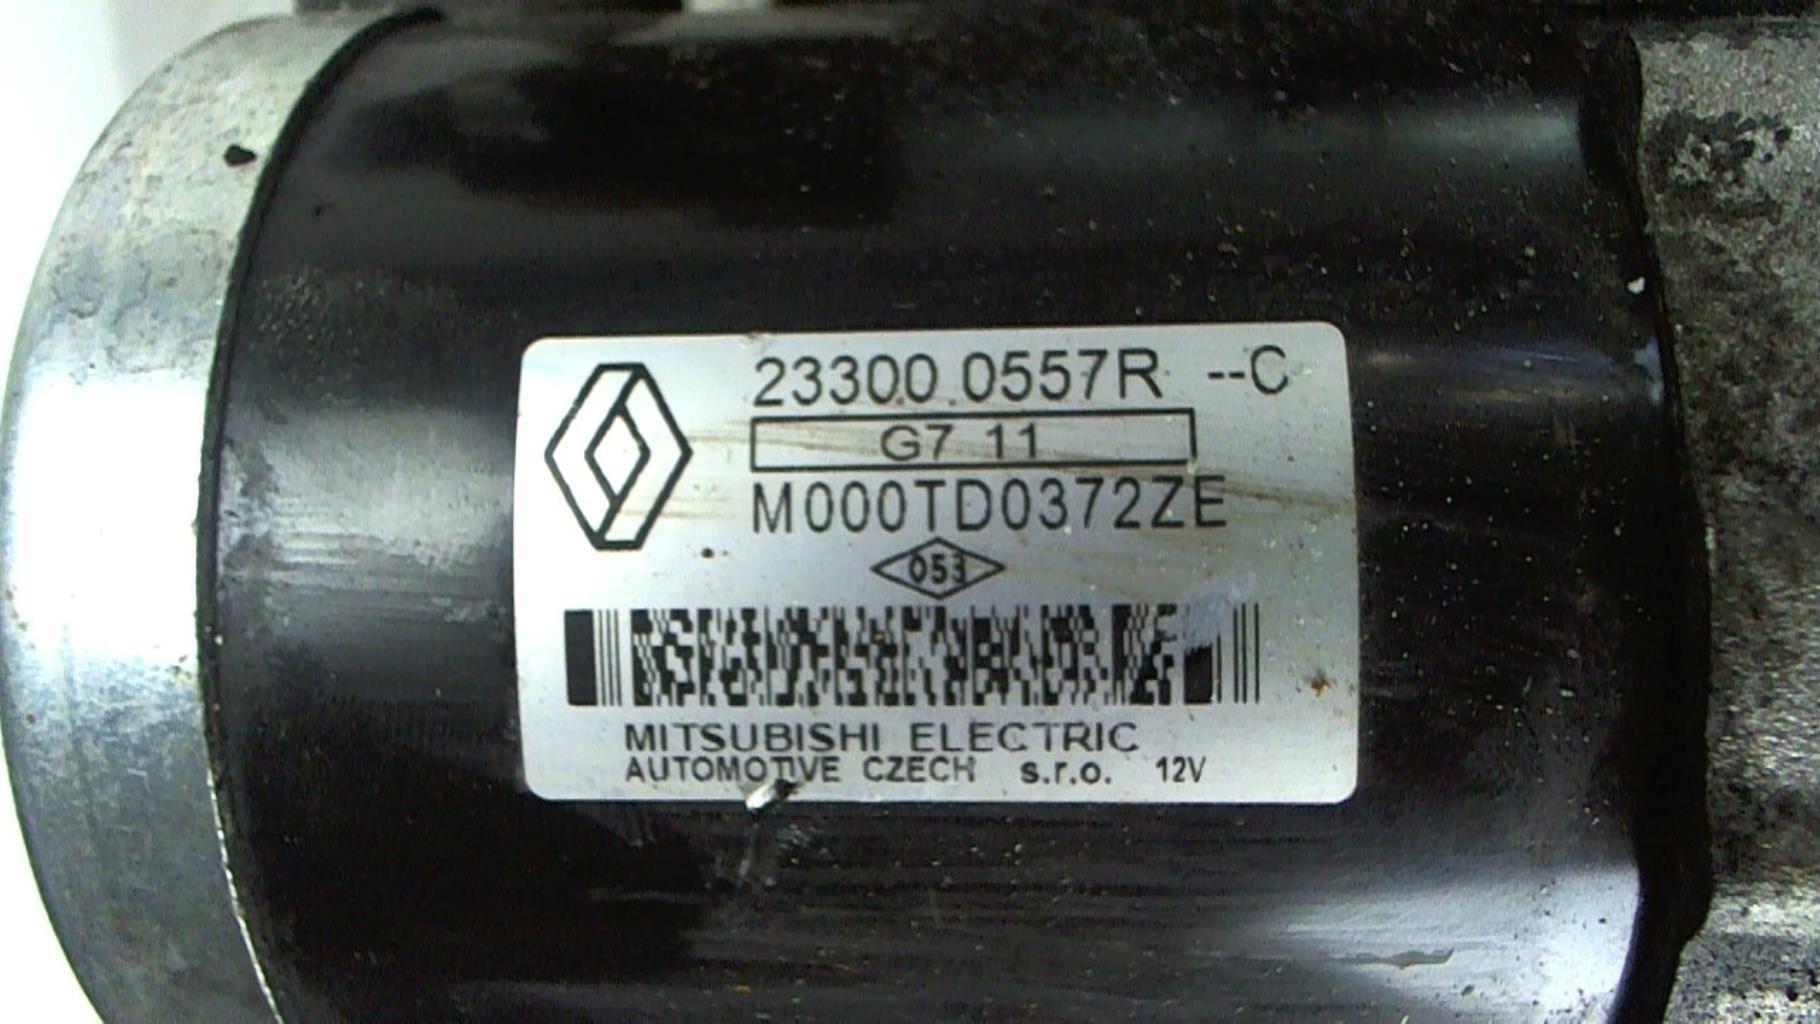 23300 0557R --C
G7 11
M000TD0372ZE
053
MITSUBISHI ELECTRIC
AUTOMOTIVE CZECH s.r.o. 12V